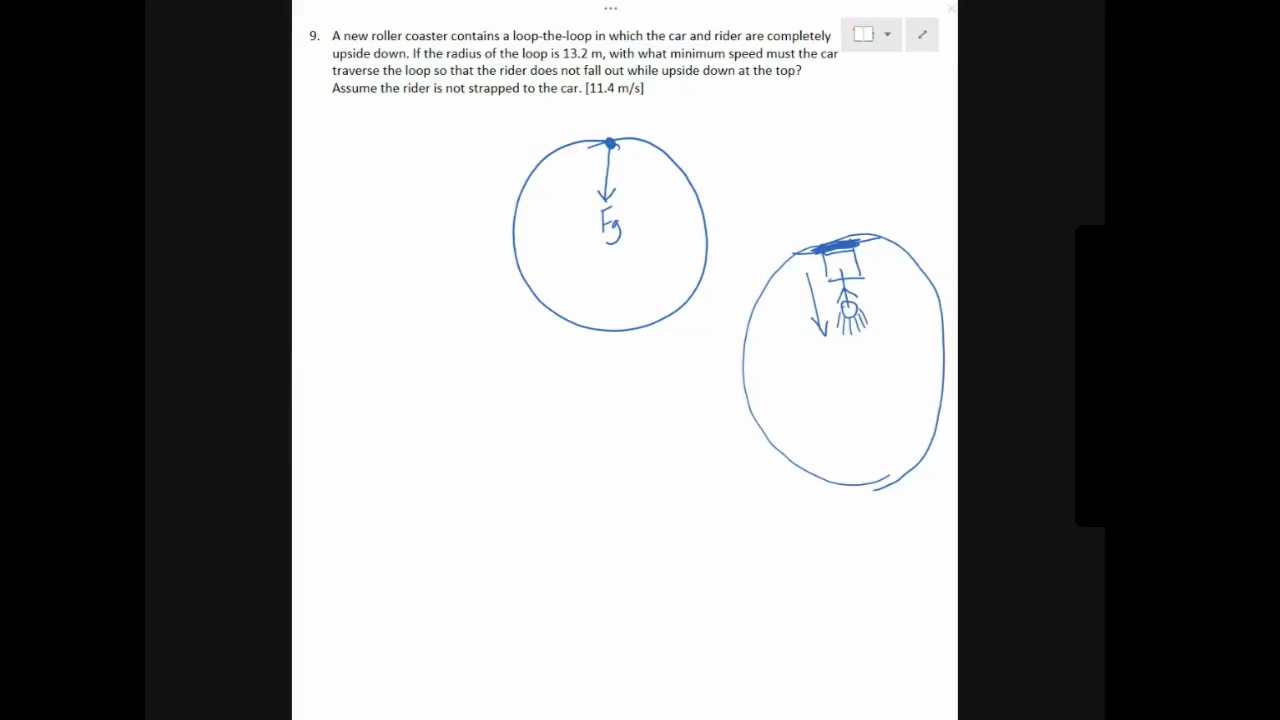 9. A new roller coaster contains a loop-the-loop in which the car and rider are completely
upside down. If the radius of the loop is 13.2 m, with what minimum speed must the car
traverse the loop so that the rider does not fall out while upside down at the top?
Assume the rider is not strapped to the car. [11.4 m/s]
Fg